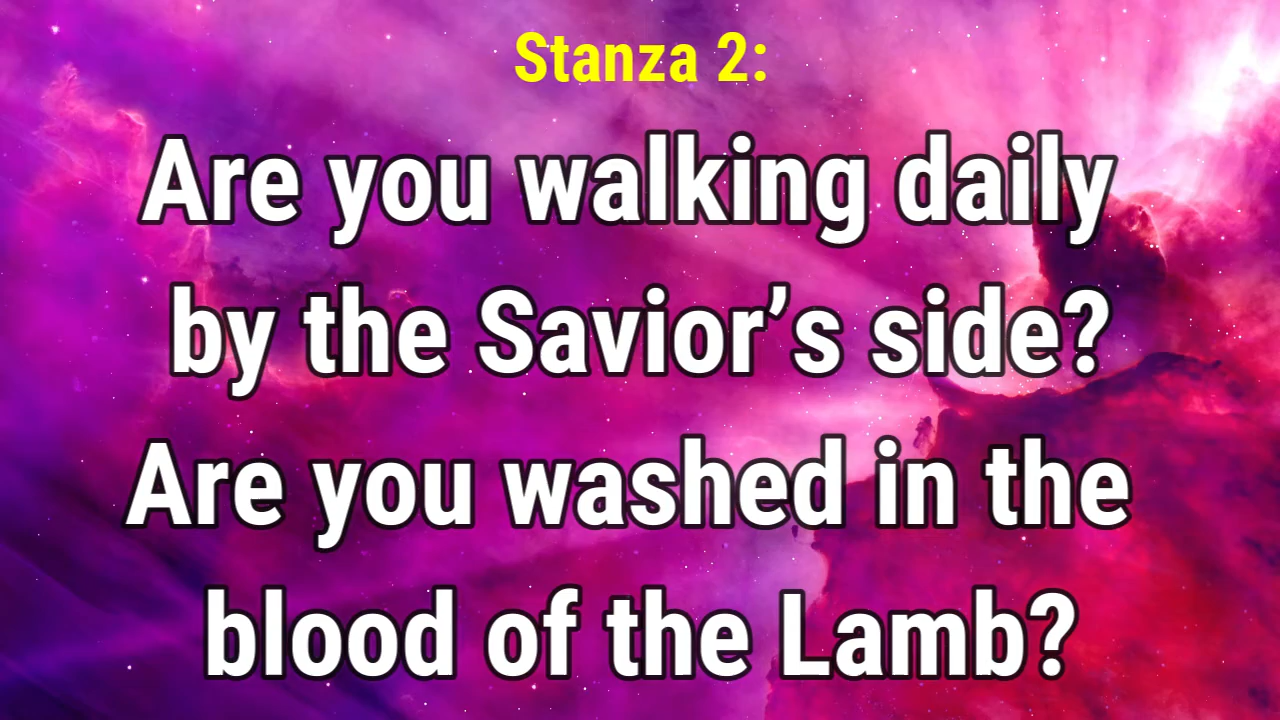 Stanza 2:
Are you walking daily
by the Savior’s side?
Are you washed in the
blood of the Lamb?